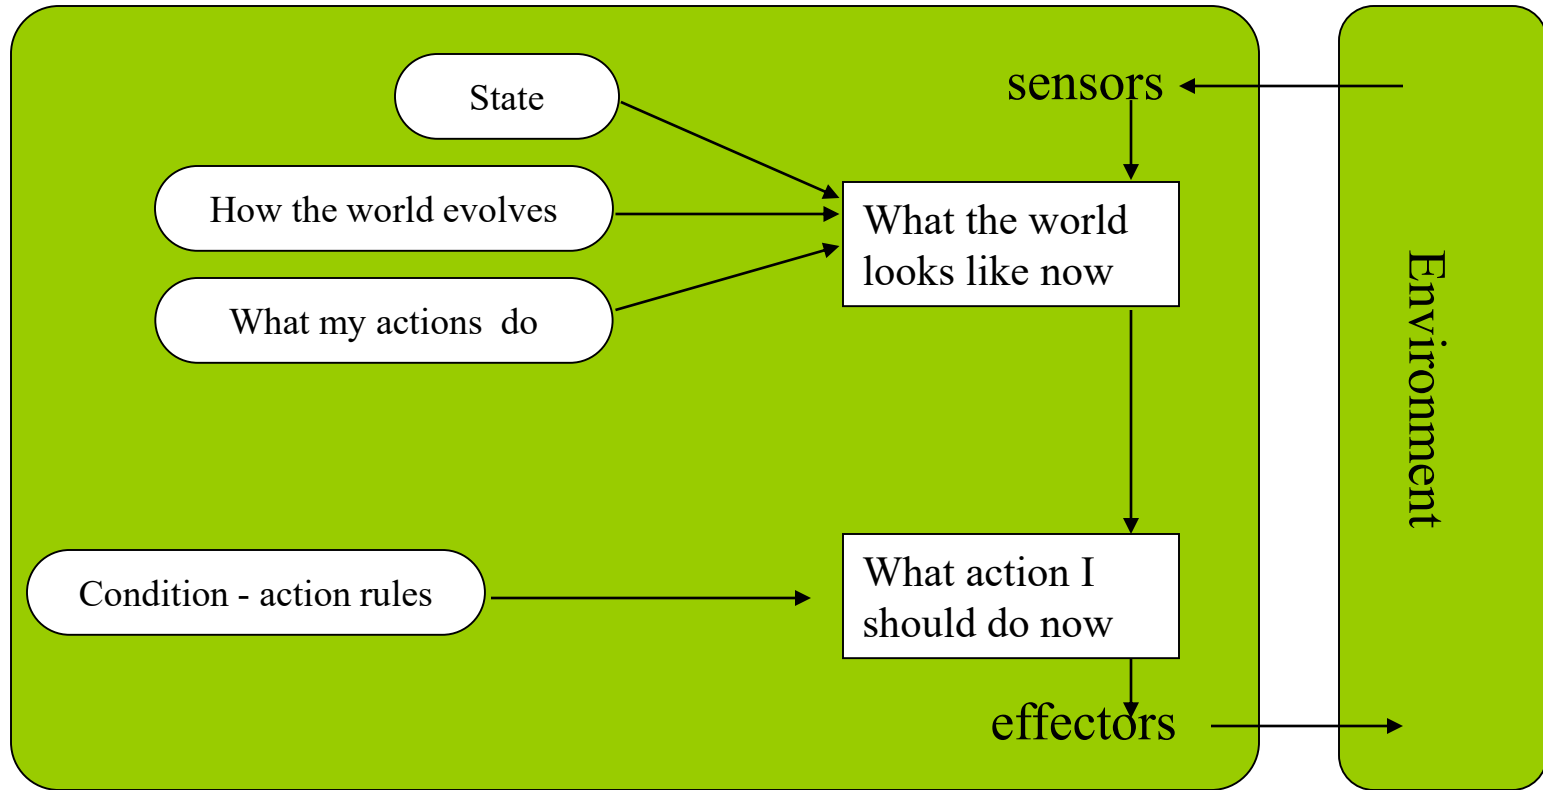 State
sensors
How the world evolves
What the world
looks like now
What my actions  do
Environment
Condition - action rules
What action I
should do now
effectors